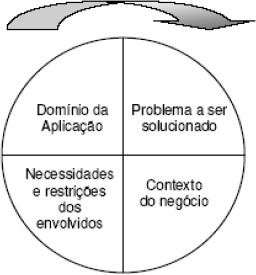 Domínio da
Aplicação
Problema a ser
solucionado
Necessidades
e restrições
dos
envolvidos
Contexto
do negócio